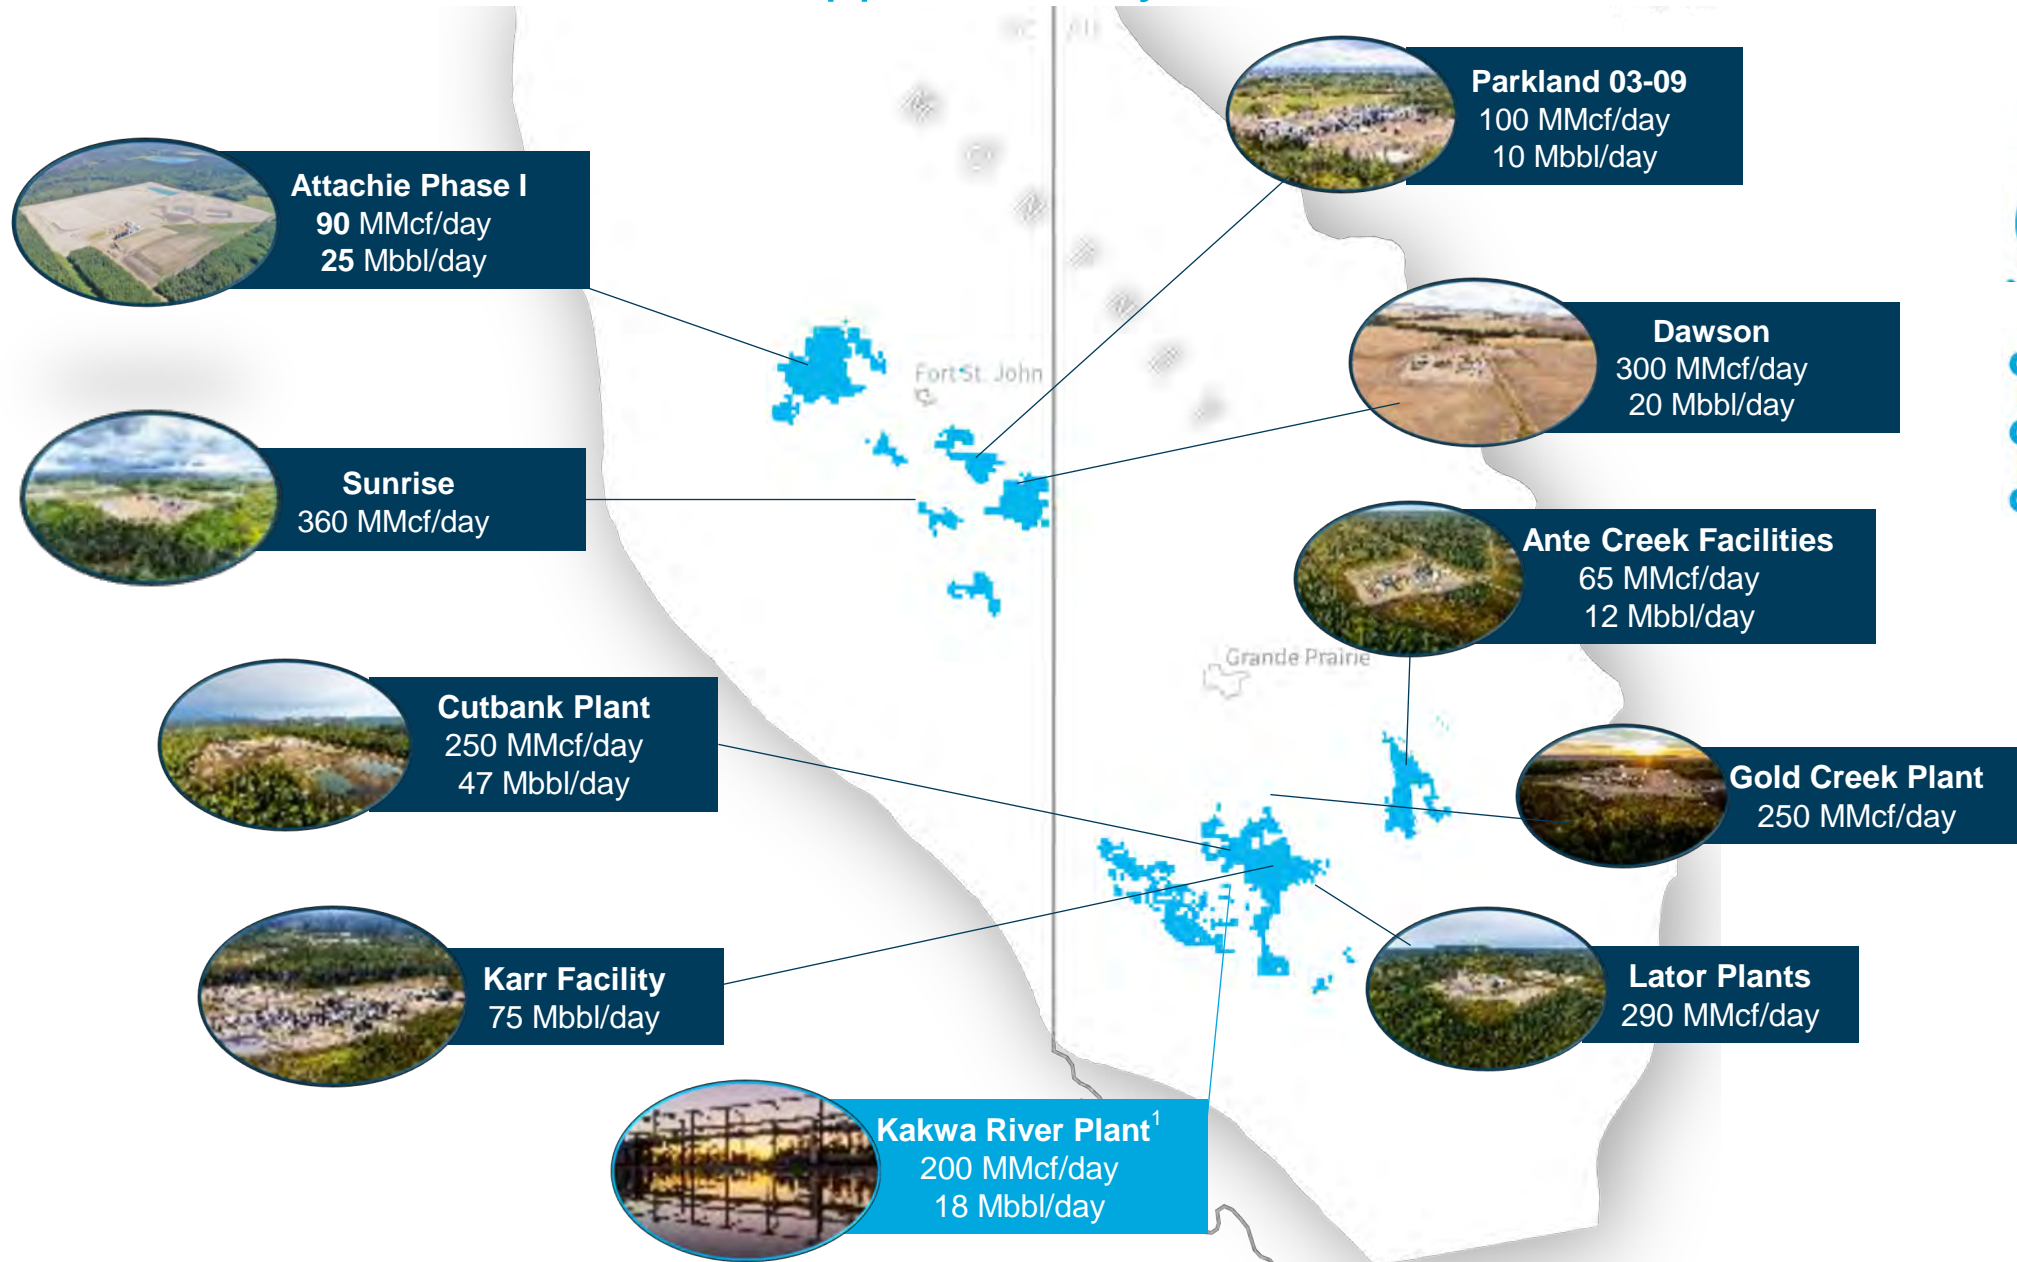 Parkland 03-09
100 MMcf/day
10 Mbbl/day
Attachie Phase I
90 MMcf/day
25 Mbbl/day
Dawson
300 MMcf/day
20 Mbbl/day
Fort St. John
Sunrise
360 MMcf/day
Ante Creek Facilities
65 MMcf/day
12 Mbbl/day
Grande Prairie
Cutbank Plant
250 MMcf/day
47 Mbbl/day
Gold Creek Plant
250 MMcf/day
Karr Facility
75 Mbbl/day
Lator Plants
290 MMcf/day
Kakwa River Plant¹
200 MMcf/day
18 Mbbl/day